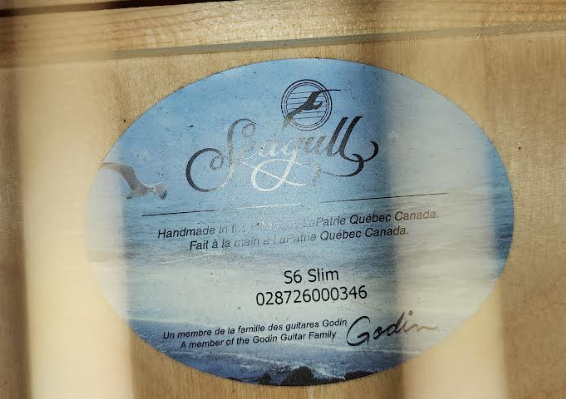 Seagull
Handmade in LaPatrie Québec Canada.
Fait à la main à LaPatrie Québec Canada.
S6 Slim
028726000346
Un membre de la famille des guitares Godin
A member of the Godin Guitar Family
Godin